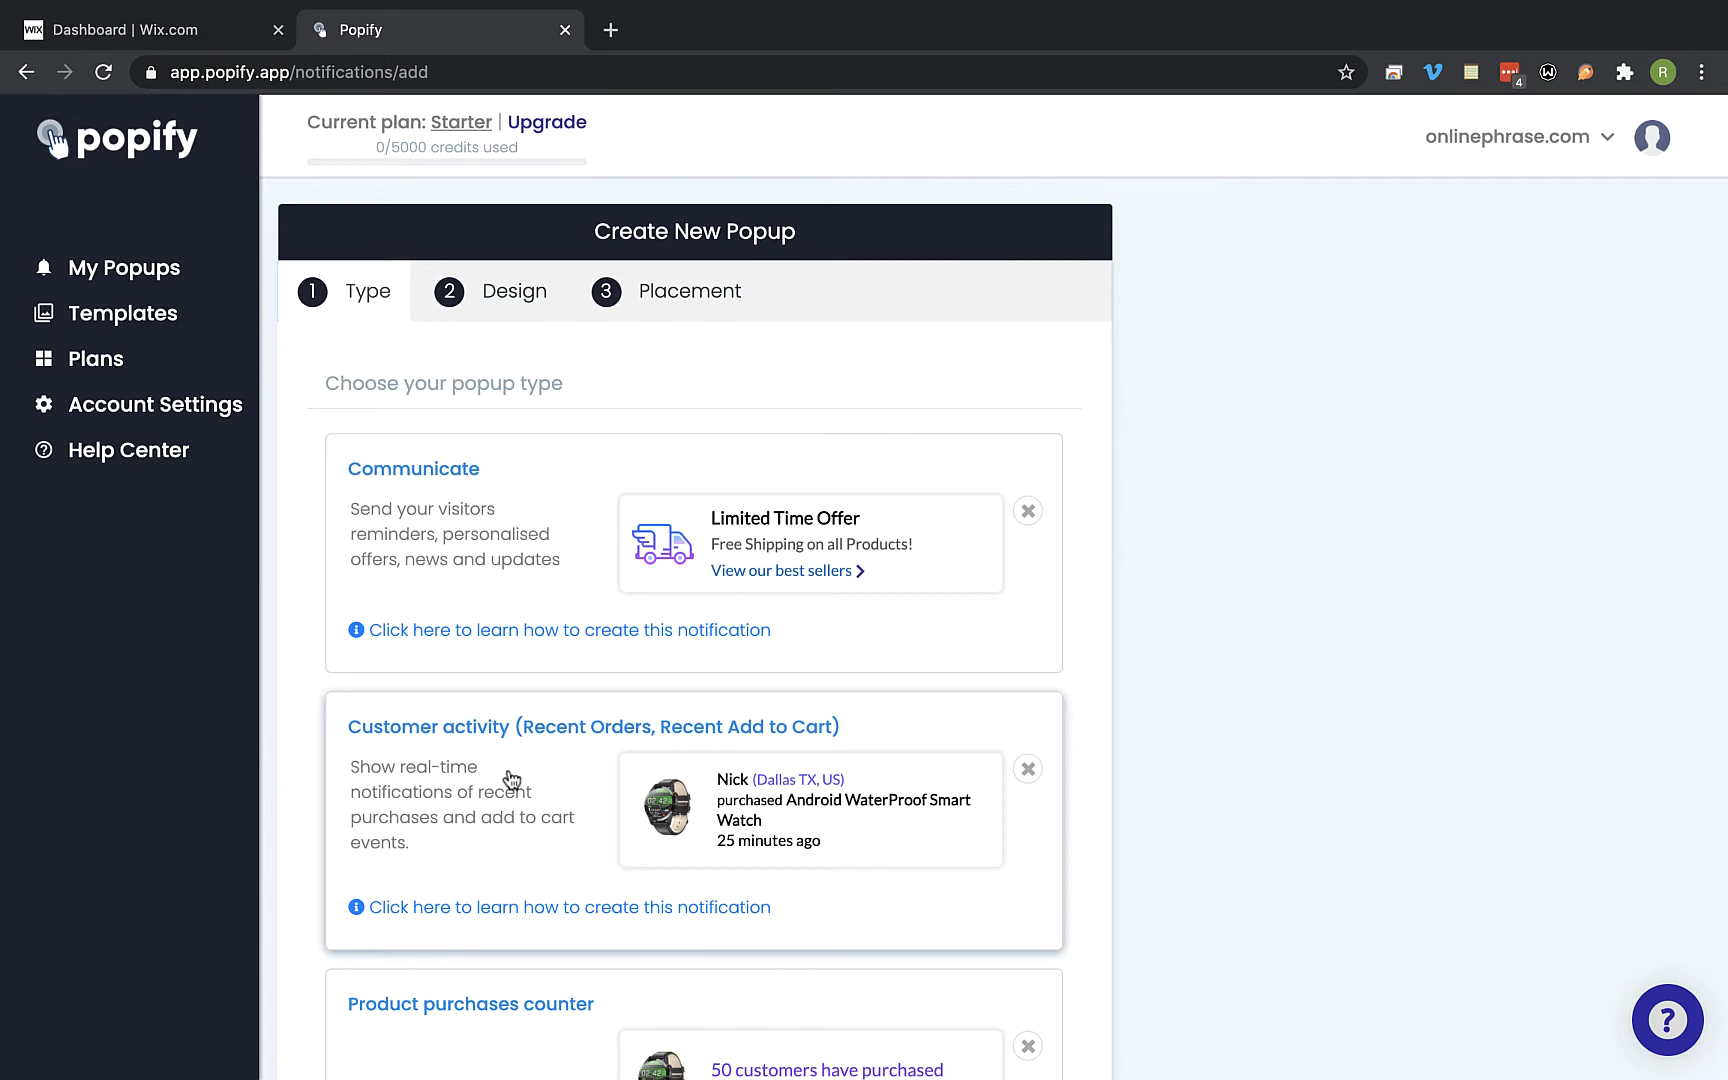 WIX Dashboard | Wix.com
Popify
app.popify.app/notifications/add
4
R
popify
Current plan: Starter | Upgrade
0/5000 credits used
onlinephrase.com
My Popups
Templates
Plans
Account Settings
Help Center
Create New Popup
1 Type
2 Design
3 Placement
Choose your popup type
Communicate
Send your visitors
reminders, personalised
offers, news and updates
Limited Time Offer
Free Shipping on all Products!
View our best sellers
Click here to learn how to create this notification
Customer activity (Recent Orders, Recent Add to Cart)
Show real-time
notifications of recent
purchases and add to cart
events.
Nick (Dallas TX, US)
purchased Android WaterProof Smart
Watch
25 minutes ago
Click here to learn how to create this notification
Product purchases counter
50 customers have purchased
?